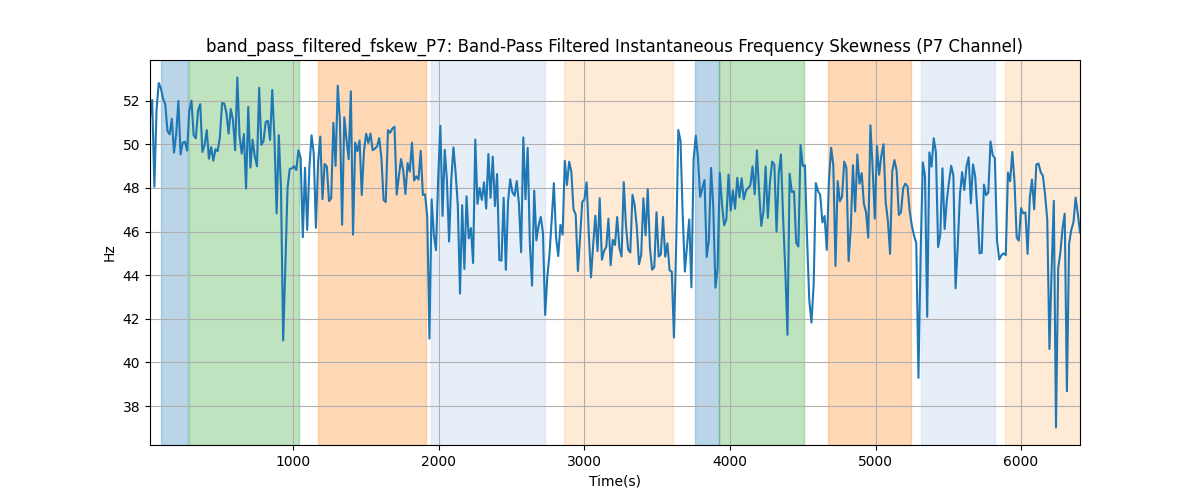 band_pass_filtered_fskew_P7: Band-Pass Filtered Instantaneous Frequency Skewness (P7 Channel)
52
50
48
46
44
42
40
38
Hz
1000 2000 3000 4000 5000 6000
Time(s)